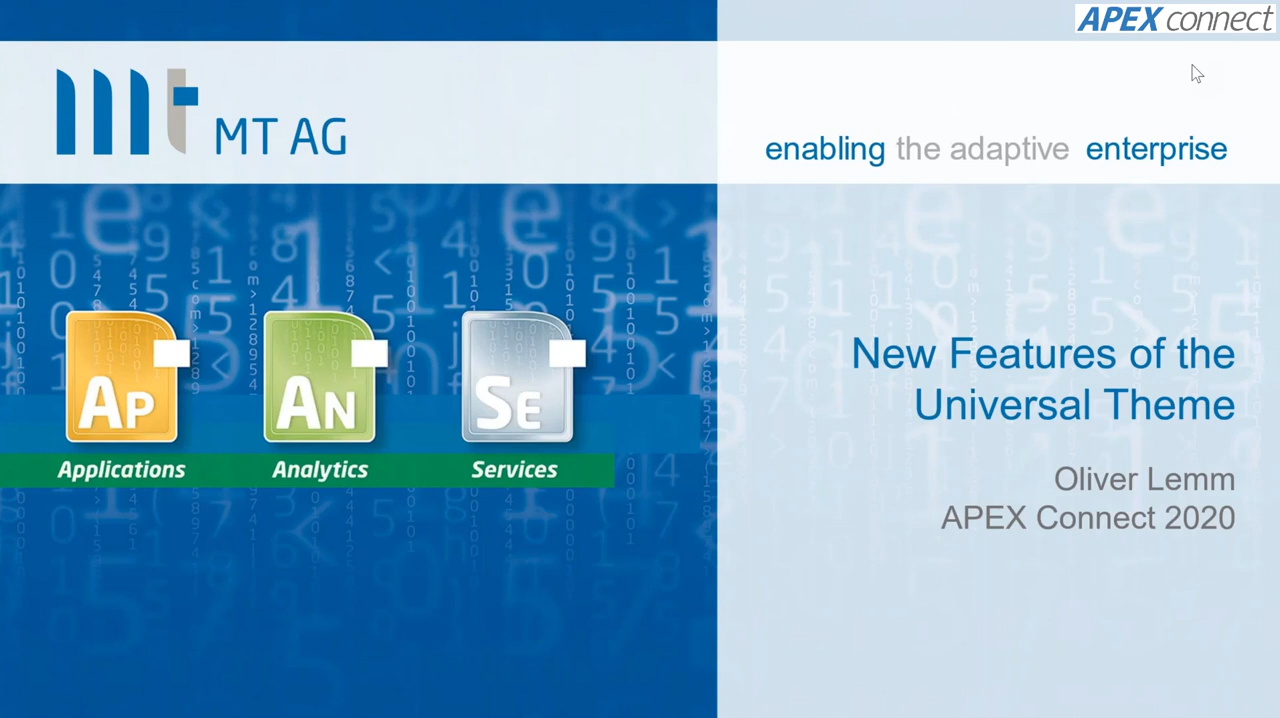 APEX connect
MT AG
enabling the adaptive enterprise
New Features of the
Universal Theme
Oliver Lemm
APEX Connect 2020
AP
AN
SE
Applications
Analytics
Services